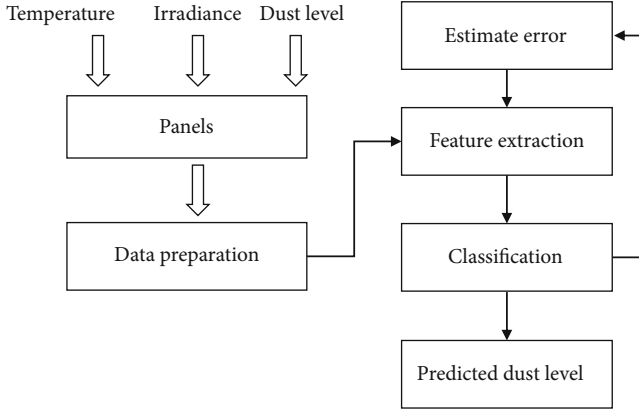 Temperature
Irradiance
Dust level
Panels
Data preparation
Estimate error
Feature extraction
Classification
Predicted dust level